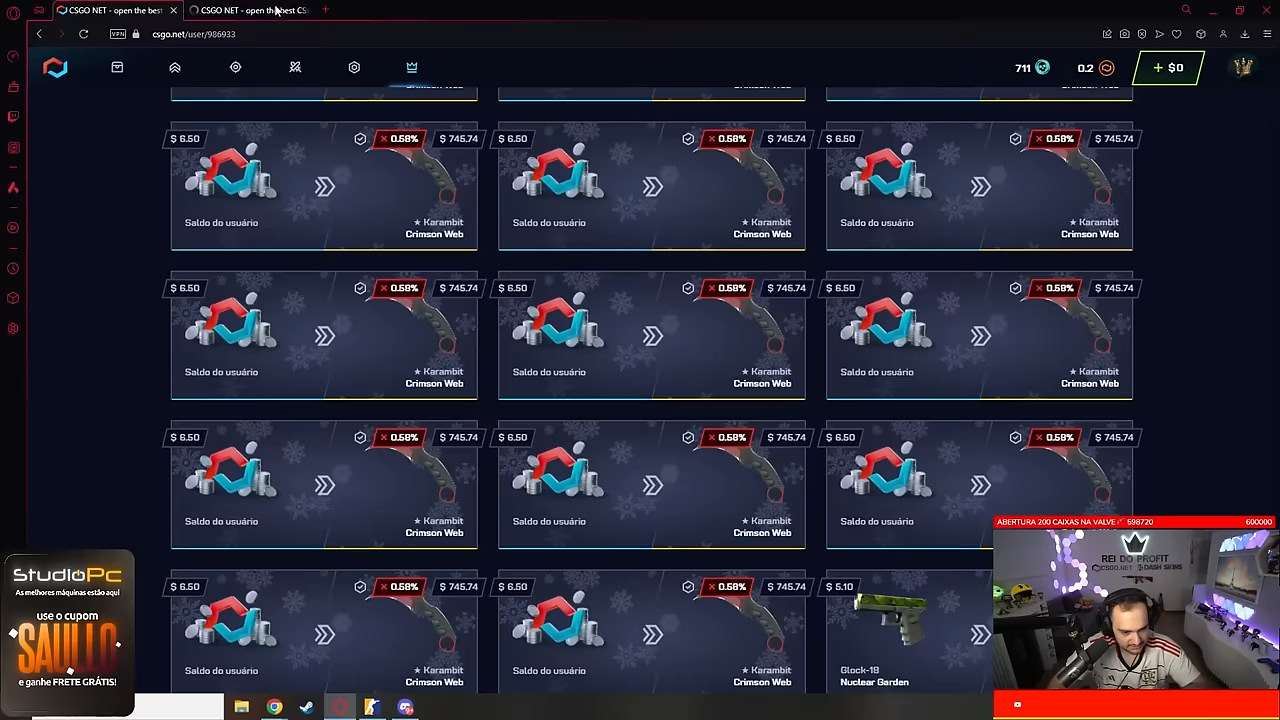 CSGO NET - open the best
CSGO NET - open the best CS
VPN csgo.net/user/986933
711 0.2 + $0
Crimson Web Crimson Web Crimson Web
$ 6.50 × 0.58% $ 745.74 $ 6.50 × 0.58% $ 745.74 $ 6.50 × 0.58% $ 745.74
Saldo do usuário ★ Karambit Saldo do usuário ★ Karambit Saldo do usuário ★ Karambit
Crimson Web Crimson Web Crimson Web
$ 6.50 × 0.58% $ 745.74 $ 6.50 × 0.58% $ 745.74 $ 6.50 × 0.58% $ 745.74
Saldo do usuário ★ Karambit Saldo do usuário ★ Karambit Saldo do usuário ★ Karambit
Crimson Web Crimson Web Crimson Web
$ 6.50 × 0.58% $ 745.74 $ 6.50 × 0.58% $ 745.74 $ 6.50 × 0.58% $ 745.74
Saldo do usuário ★ Karambit Saldo do usuário ★ Karambit Saldo do usuário
Crimson Web Crimson Web
$ 6.50 × 0.58% $ 745.74 $ 6.50 × 0.58% $ 745.74 $ 5.10
Saldo do usuário ★ Karambit Saldo do usuário ★ Karambit Glock-18
Crimson Web Crimson Web Nuclear Garden
ABERTURA 200 CAIXAS NA VALVE 598720 600000
REI DO PROFIT
CSGO.NET DASH SKINS
STUDIOPC
As melhores máquinas estão aqui
use o cupom
SAULLO
e ganhe FRETE GRÁTIS!